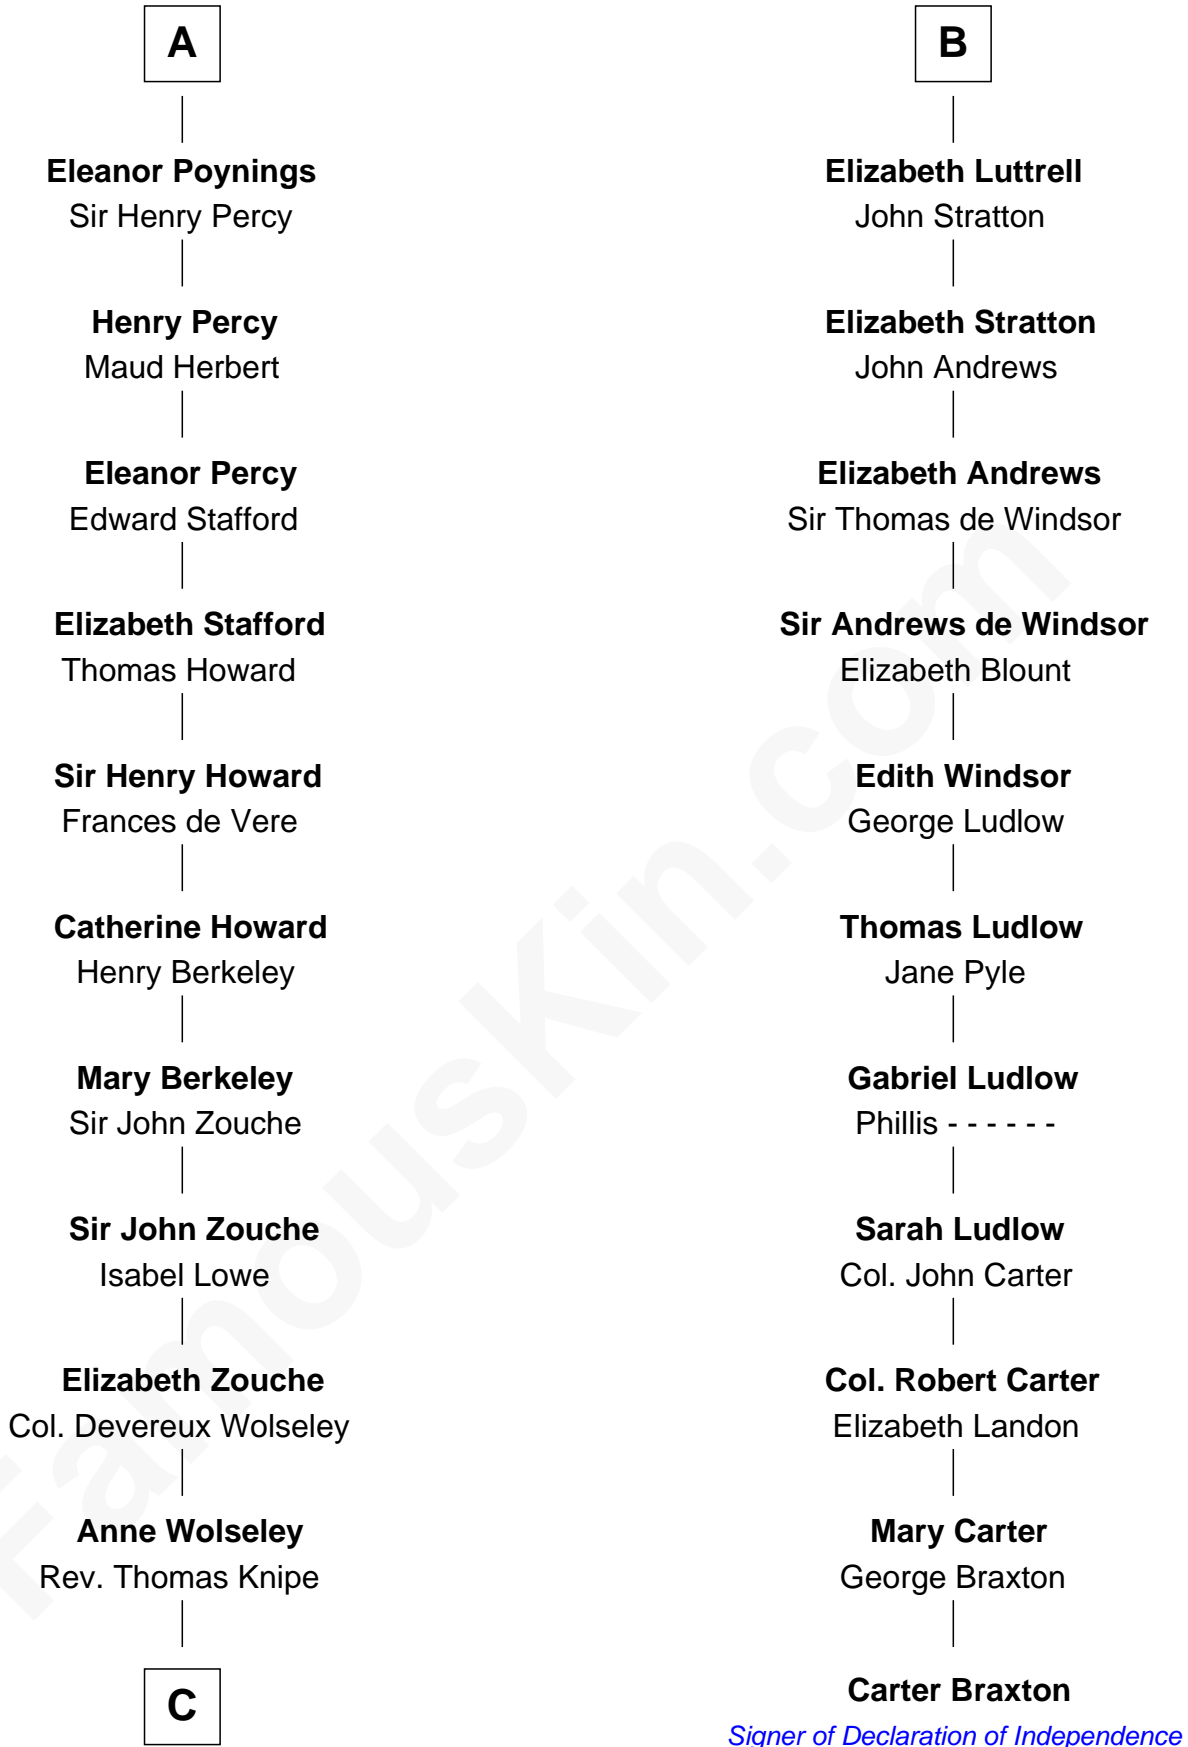 A
Eleanor Poynings
Sir Henry Percy
Henry Percy
Maud Herbert
Eleanor Percy
Edward Stafford
Elizabeth Stafford
Thomas Howard
Sir Henry Howard
Frances de Vere
Catherine Howard
Henry Berkeley
Mary Berkeley
Sir John Zouche
Sir John Zouche
Isabel Lowe
Elizabeth Zouche
Col. Devereux Wolseley
Anne Wolseley
Rev. Thomas Knipe
C
B
Elizabeth Luttrell
John Stratton
Elizabeth Stratton
John Andrews
Elizabeth Andrews
Sir Thomas de Windsor
Sir Andrews de Windsor
Elizabeth Blount
Edith Windsor
George Ludlow
Thomas Ludlow
Jane Pyle
Gabriel Ludlow
Phillis - - - - - -
Sarah Ludlow
Col. John Carter
Col. Robert Carter
Elizabeth Landon
Mary Carter
George Braxton
Carter Braxton
Signer of Declaration of Independence
FamousKin.com